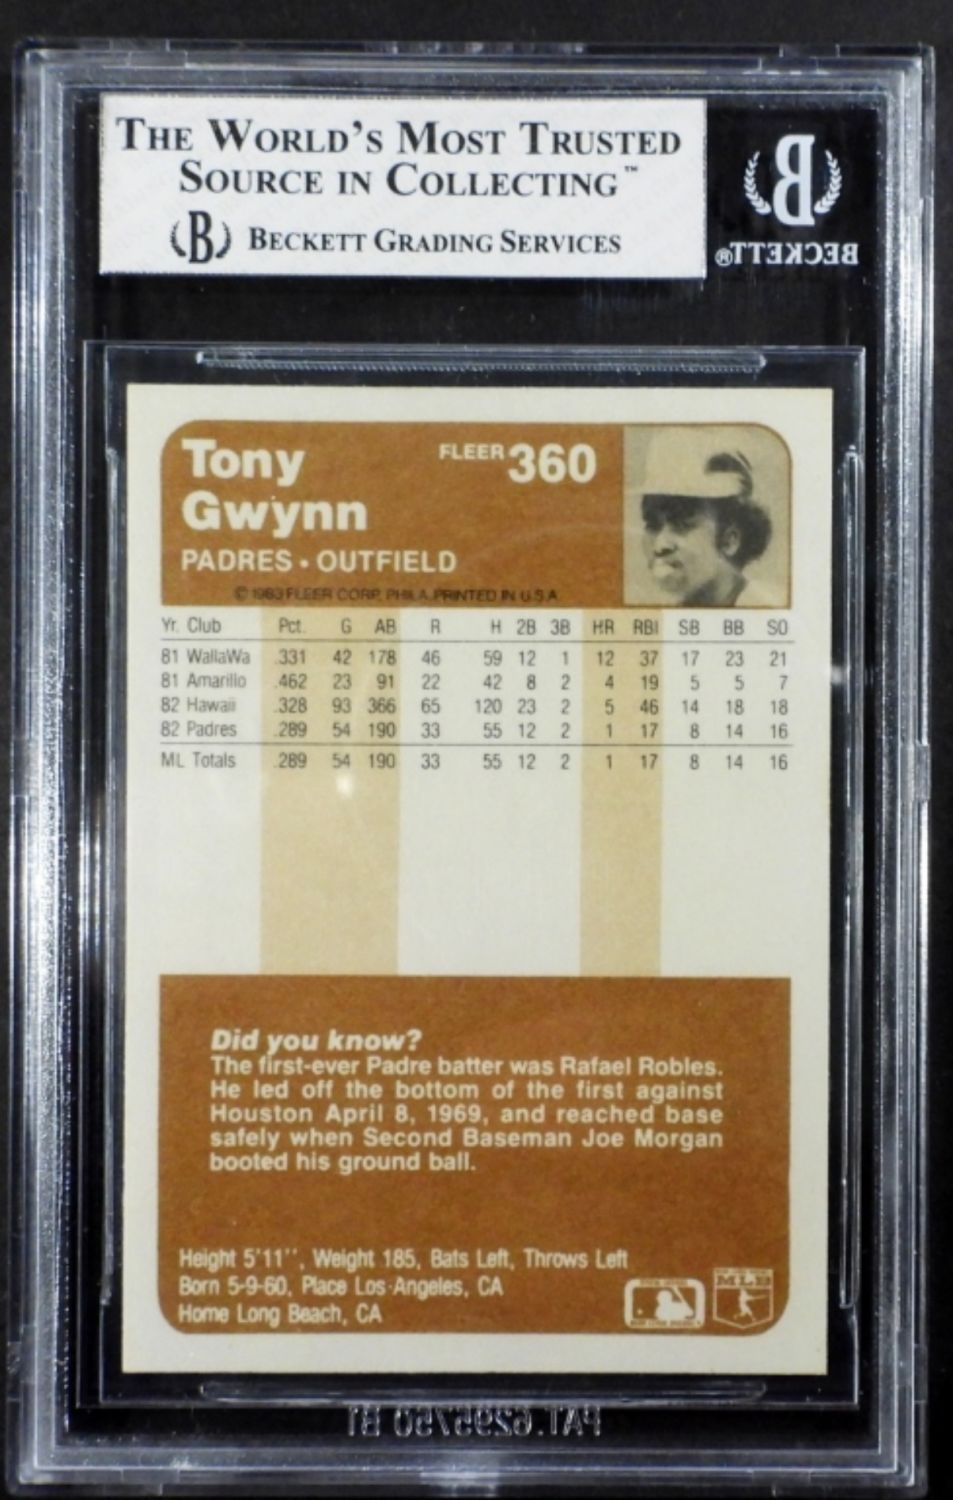 THE WORLD'S MOST TRUSTED
SOURCE IN COLLECTING™
B BECKETT GRADING SERVICES
B
BECKETT®
Tony
Gwynn
FLEER 360
PADRES • OUTFIELD
© 1983 FLEER CORP. PHILA. PRINTED IN U.S.A.
Yr. Club Pct. G AB R H 2B 3B HR RBI SB BB SO
81 WallaWa .331 42 178 46 59 12 1 12 37 17 23 21
81 Amarillo .462 23 91 22 42 8 2 4 19 5 5 7
82 Hawaii .328 93 366 65 120 23 2 5 46 14 18 18
82 Padres .289 54 190 33 55 12 2 1 17 8 14 16
ML Totals .289 54 190 33 55 12 2 1 17 8 14 16
Did you know?
The first-ever Padre batter was Rafael Robles.
He led off the bottom of the first against
Houston April 8, 1969, and reached base
safely when Second Baseman Joe Morgan
booted his ground ball.
Height 5'11'', Weight 185, Bats Left, Throws Left
Born 5-9-60, Place Los Angeles, CA
Home Long Beach, CA
MLB
PAT. 6295750 B1